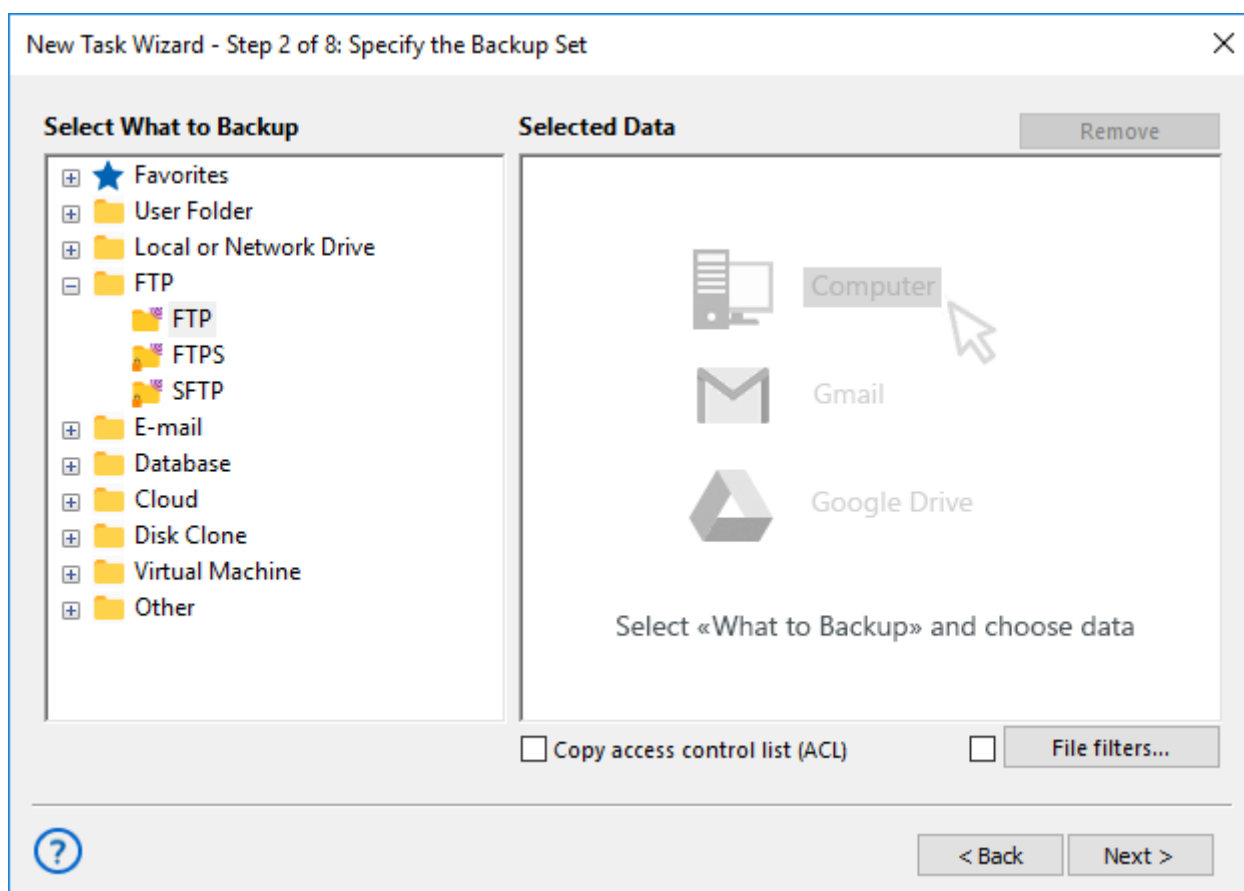 New Task Wizard - Step 2 of 8: Specify the Backup Set
Select What to Backup
Selected Data
Remove
Favorites
User Folder
Local or Network Drive
FTP
FTP
FTPS
SFTP
E-mail
Database
Cloud
Disk Clone
Virtual Machine
Other
Computer
Gmail
Google Drive
Select «What to Backup» and choose data
Copy access control list (ACL)
File filters...
?
< Back
Next >